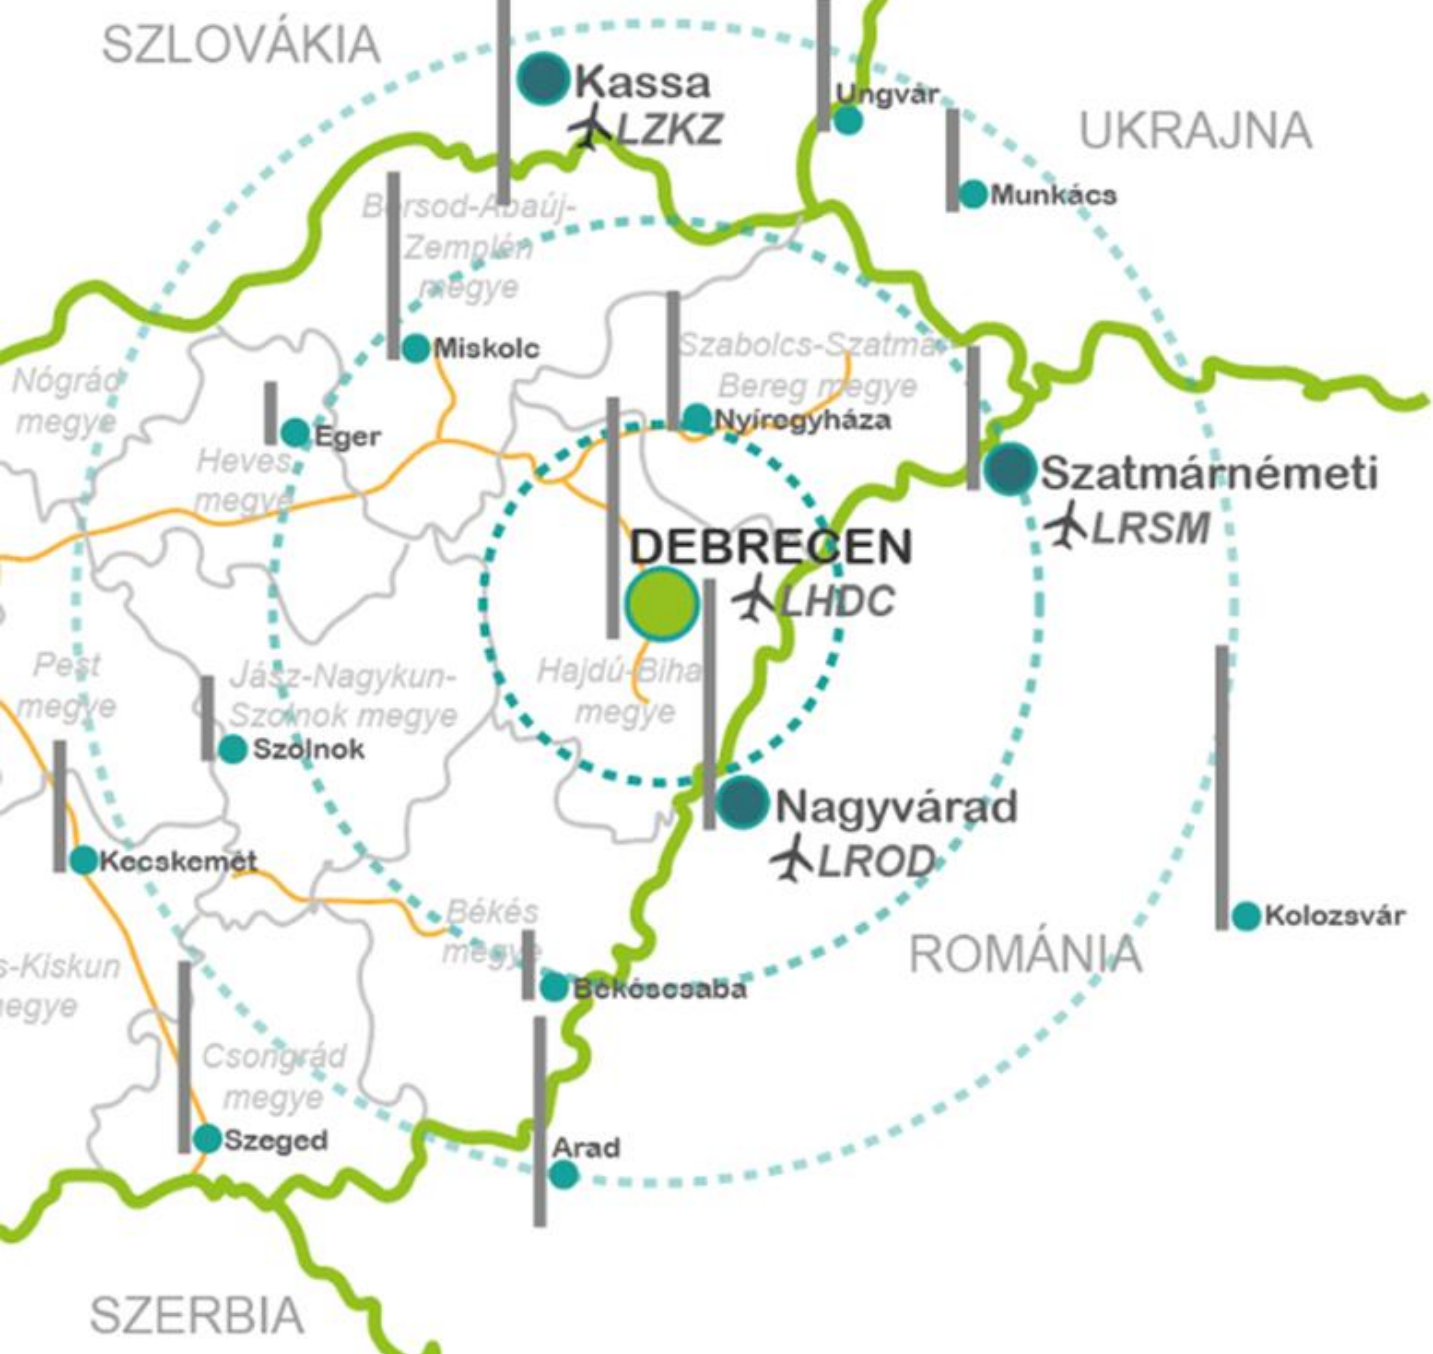 SZLOVÁKIA
Kassa
LZKZ
Ungvár
UKRAJNA
Munkács
Borsod-Abaúj-
Zemplén
megye
Miskolc
Szabolcs-Szatmár
Bereg megye
Nógrád
megye
Eger
Nyíregyháza
Heves
megye
Szatmárnémeti
LRSM
DEBRECEN
LHDC
Pest
megye
Jász-Nagykun-
Szolnok megye
Hajdú-Biha
megye
Szolnok
Nagyvárad
LROD
Kecskemét
Békés
megye
Kolozsvár
ROMÁNIA
s-Kiskun
egye
Békéscsaba
Csongrád
megye
Szeged
Arad
SZERBIA